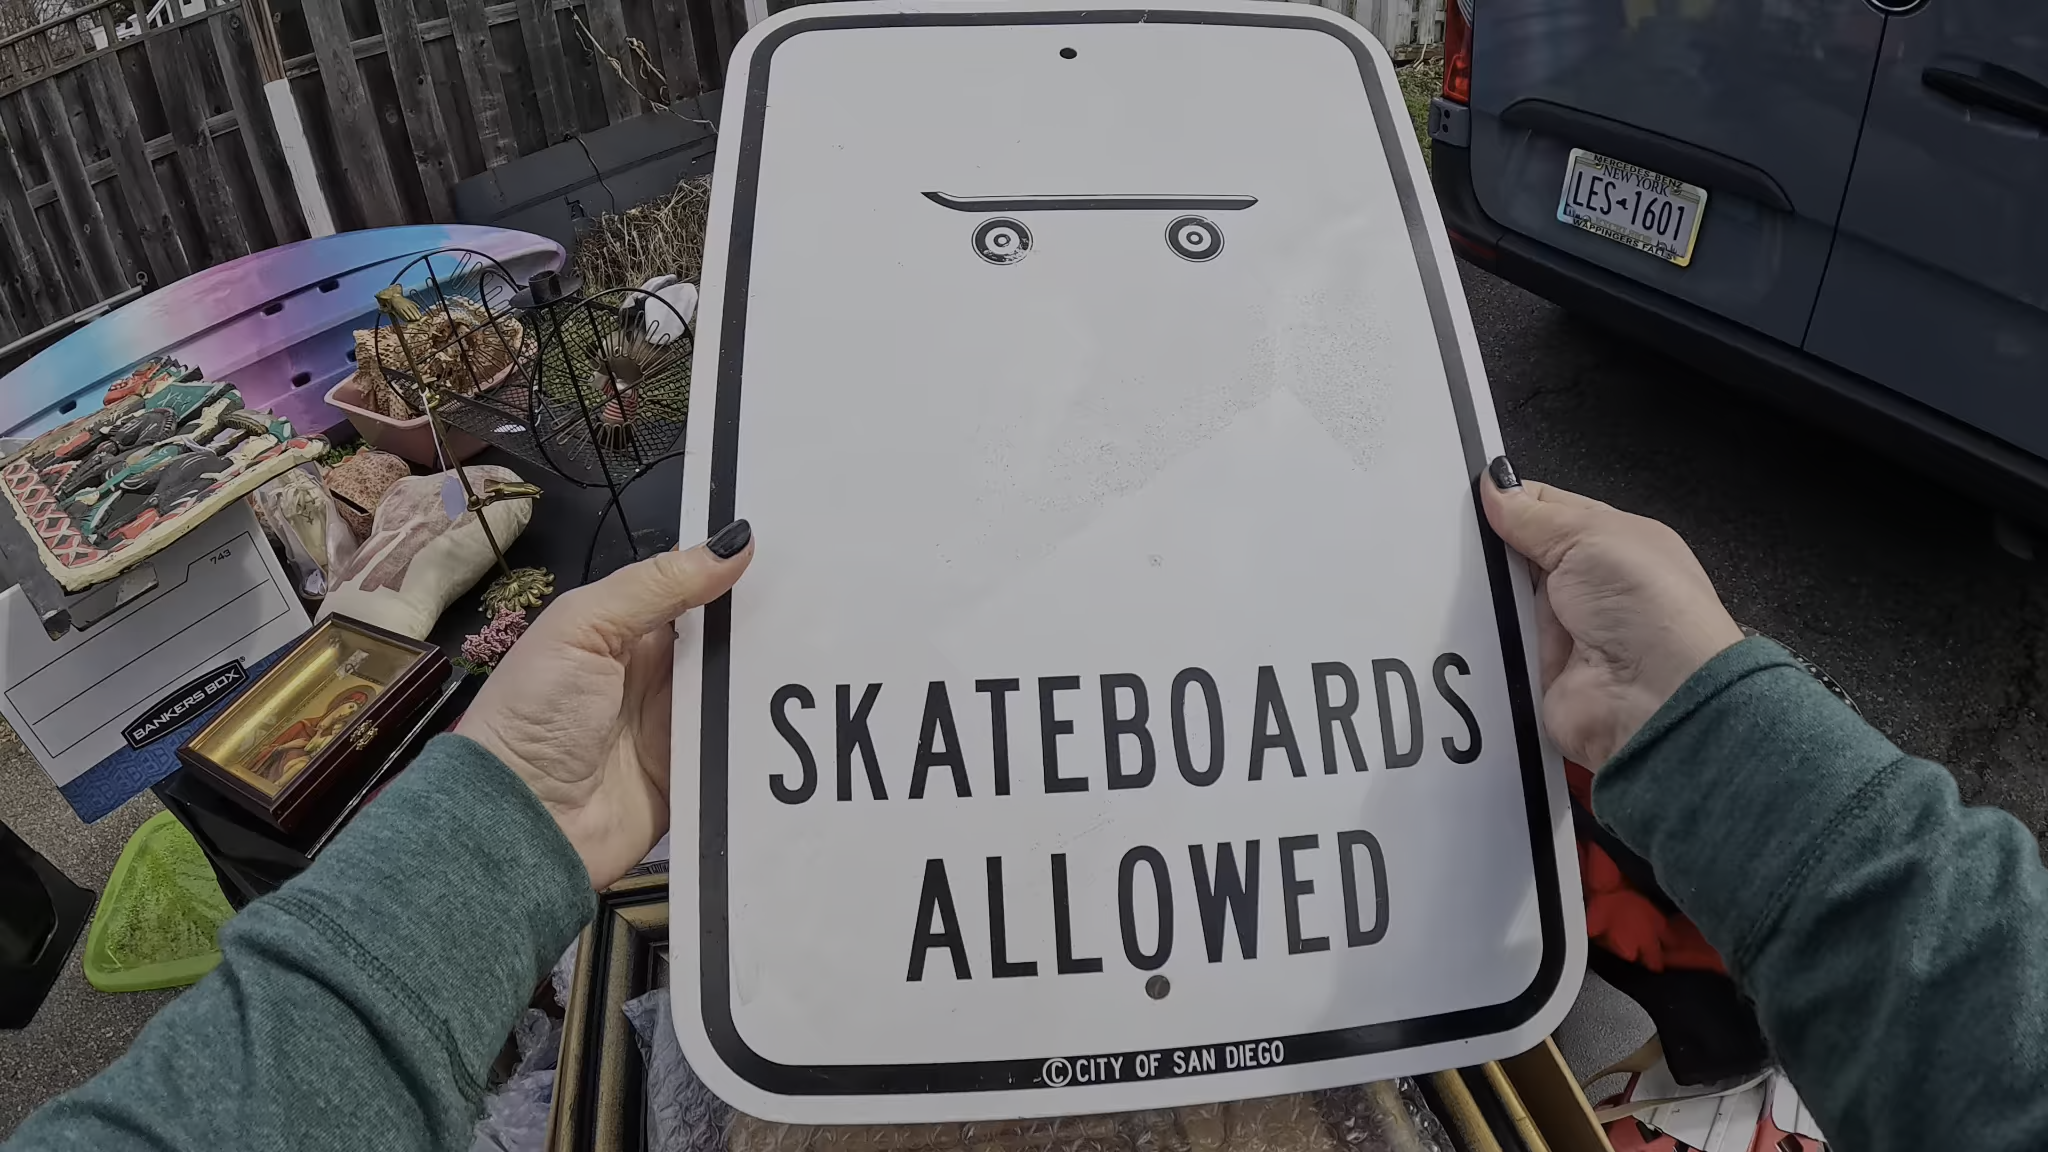 SKATEBOARDS
ALLOWED
©CITY OF SAN DIEGO
MERCEDES-BENZ
NEW YORK
LES 1601
WAPPINGERS FALLS
743
BANKERS BOX®